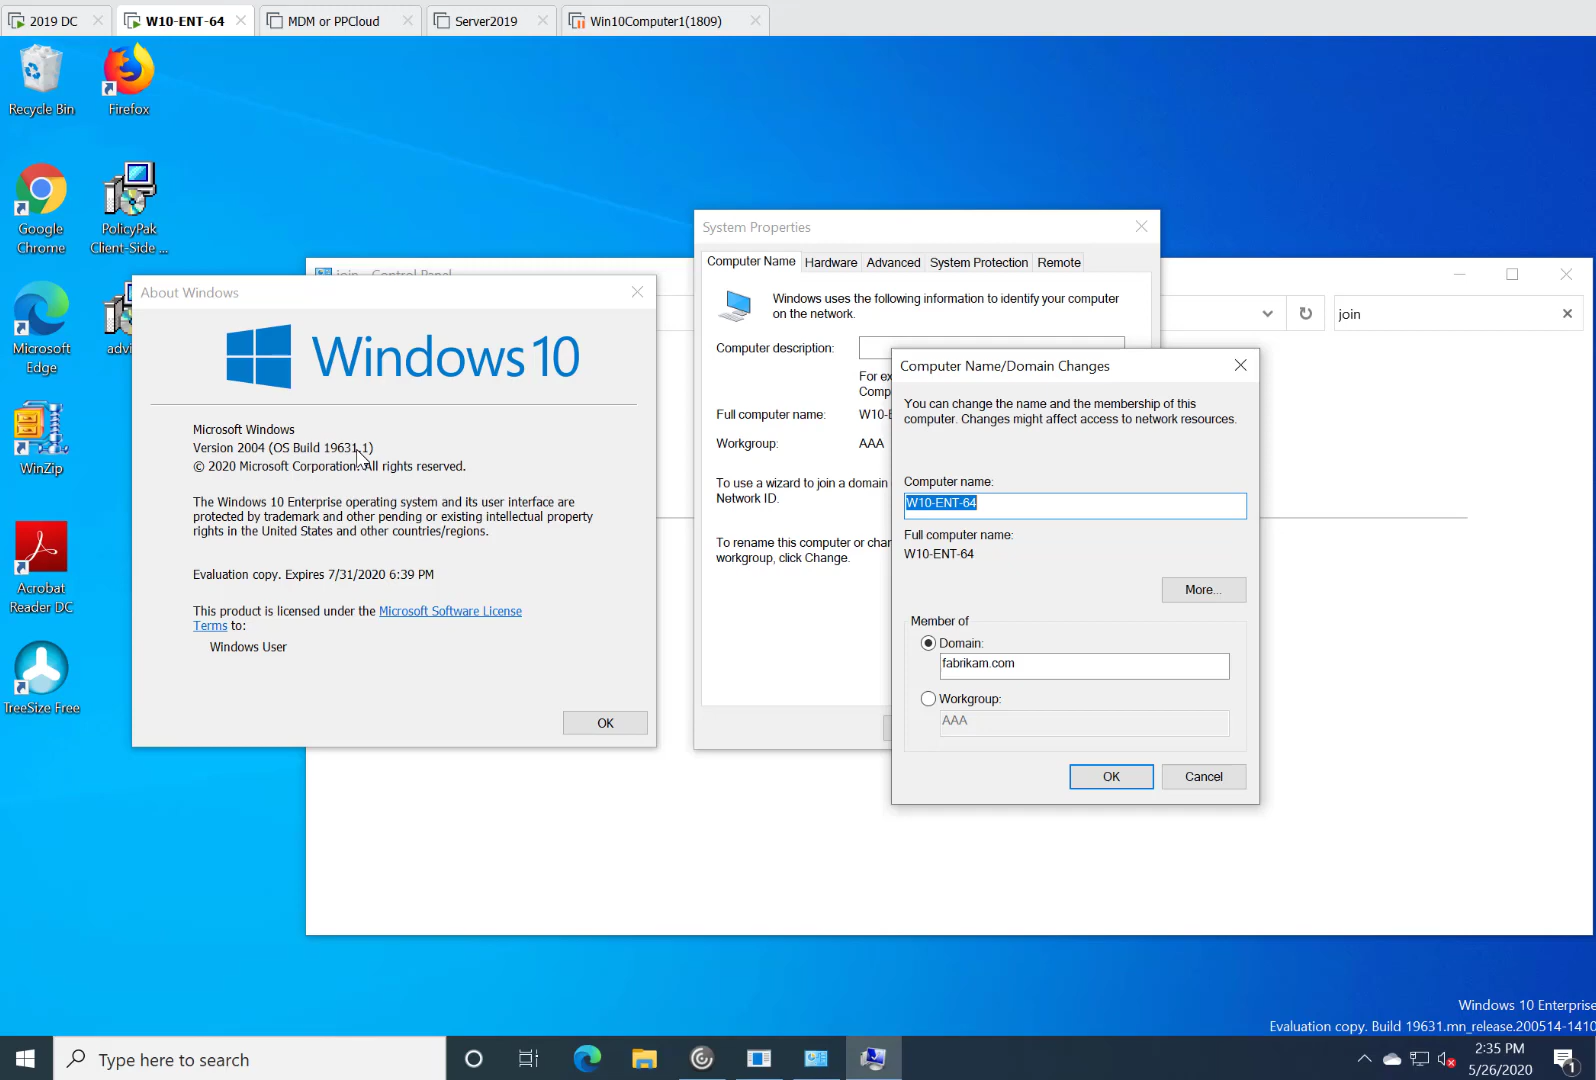 2019 DC
W10-ENT-64
MDM or PPCloud
Server2019
Win10Computer1(1809)
Recycle Bin
Firefox
Google
Chrome
PolicyPak
Client-Side ...
Microsoft
Edge
advi
WinZip
Acrobat
Reader DC
TreeSize Free
join - Control Panel
join
About Windows
Windows 10
Microsoft Windows
Version 2004 (OS Build 19631.1)
© 2020 Microsoft Corporation. All rights reserved.
The Windows 10 Enterprise operating system and its user interface are
protected by trademark and other pending or existing intellectual property
rights in the United States and other countries/regions.
Evaluation copy. Expires 7/31/2020 6:39 PM
This product is licensed under the Microsoft Software License
Terms to:
Windows User
OK
System Properties
Computer Name
Hardware
Advanced
System Protection
Remote
Windows uses the following information to identify your computer
on the network.
Computer description:
For ex
Comp
Full computer name:
W10-E
Workgroup:
AAA
To use a wizard to join a domain
Network ID.
To rename this computer or char
workgroup, click Change.
Computer Name/Domain Changes
You can change the name and the membership of this
computer. Changes might affect access to network resources.
Computer name:
W10-ENT-64
Full computer name:
W10-ENT-64
More...
Member of
Domain:
fabrikam.com
Workgroup:
AAA
OK
Cancel
Windows 10 Enterprise
Evaluation copy. Build 19631.mn_release.200514-1410
Type here to search
2:35 PM
5/26/2020
1